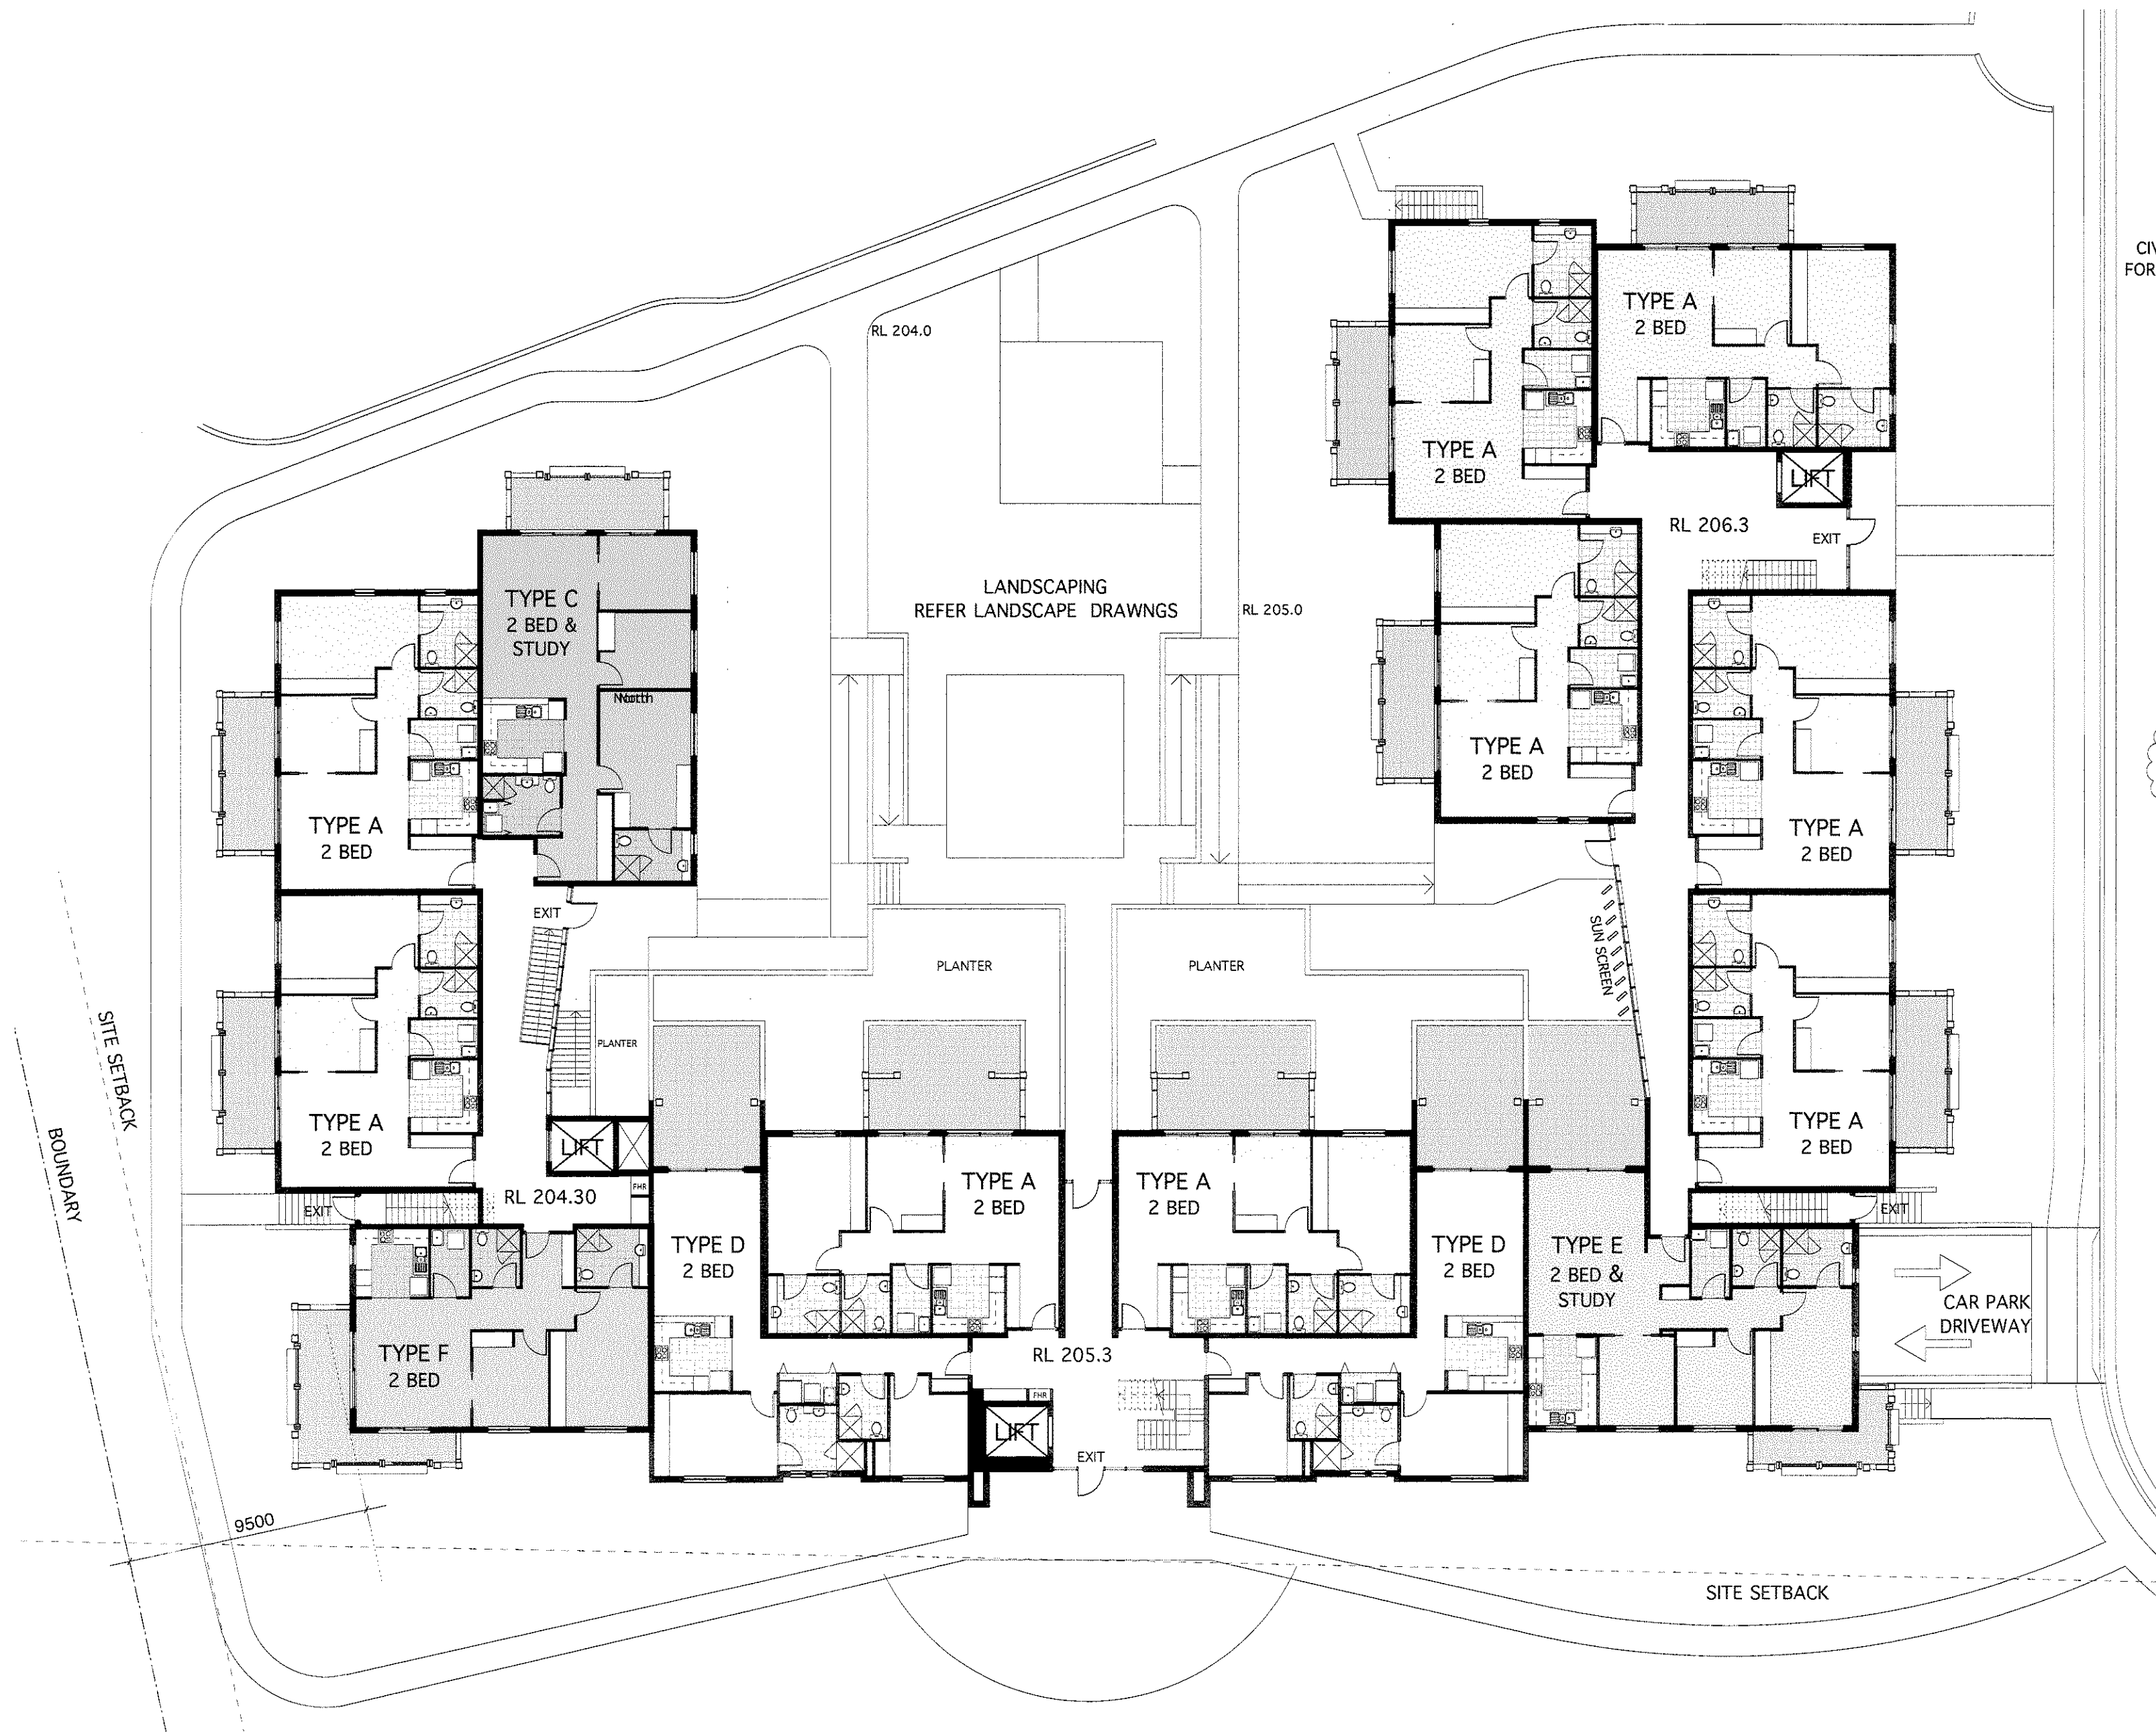 CIV
FOR
TYPE A
2 BED
RL 204.0
TYPE A
2 BED
LIFT
RL 206.3
EXIT
LANDSCAPING
REFER LANDSCAPE DRAWNGS
RL 205.0
TYPE C
2 BED &
STUDY
North
TYPE A
2 BED
TYPE A
2 BED
TYPE A
2 BED
EXIT
SUN SCREEN
PLANTER
PLANTER
SITE SETBACK
PLANTER
BOUNDARY
TYPE A
2 BED
LIFT
TYPE A
2 BED
FHR
RL 204.30
EXIT
TYPE A
2 BED
TYPE A
2 BED
EXIT
TYPE D
2 BED
TYPE D
2 BED
TYPE E
2 BED &
STUDY
CAR PARK
DRIVEWAY
TYPE F
2 BED
RL 205.3
FHR
LIFT
EXIT
9500
SITE SETBACK